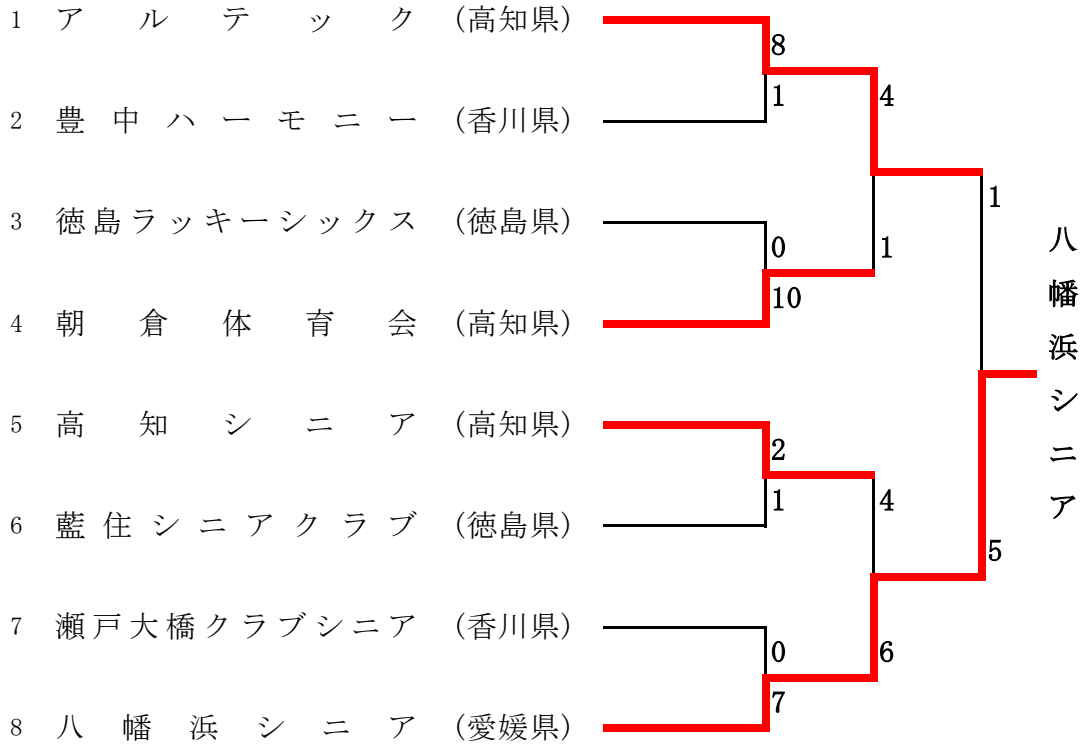 1 アルテック (高知県)
8
1
4
2 豊中ハーモニー (香川県)
3 徳島ラッキーシックス (徳島県)
0
10
1
1
4 朝倉体育会 (高知県)
八幡浜シニア
5 高知シニア (高知県)
2
1
4
6 藍住シニアクラブ (徳島県)
5
7 瀬戸大橋クラブシニア (香川県)
0
7
6
8 八幡浜シニア (愛媛県)